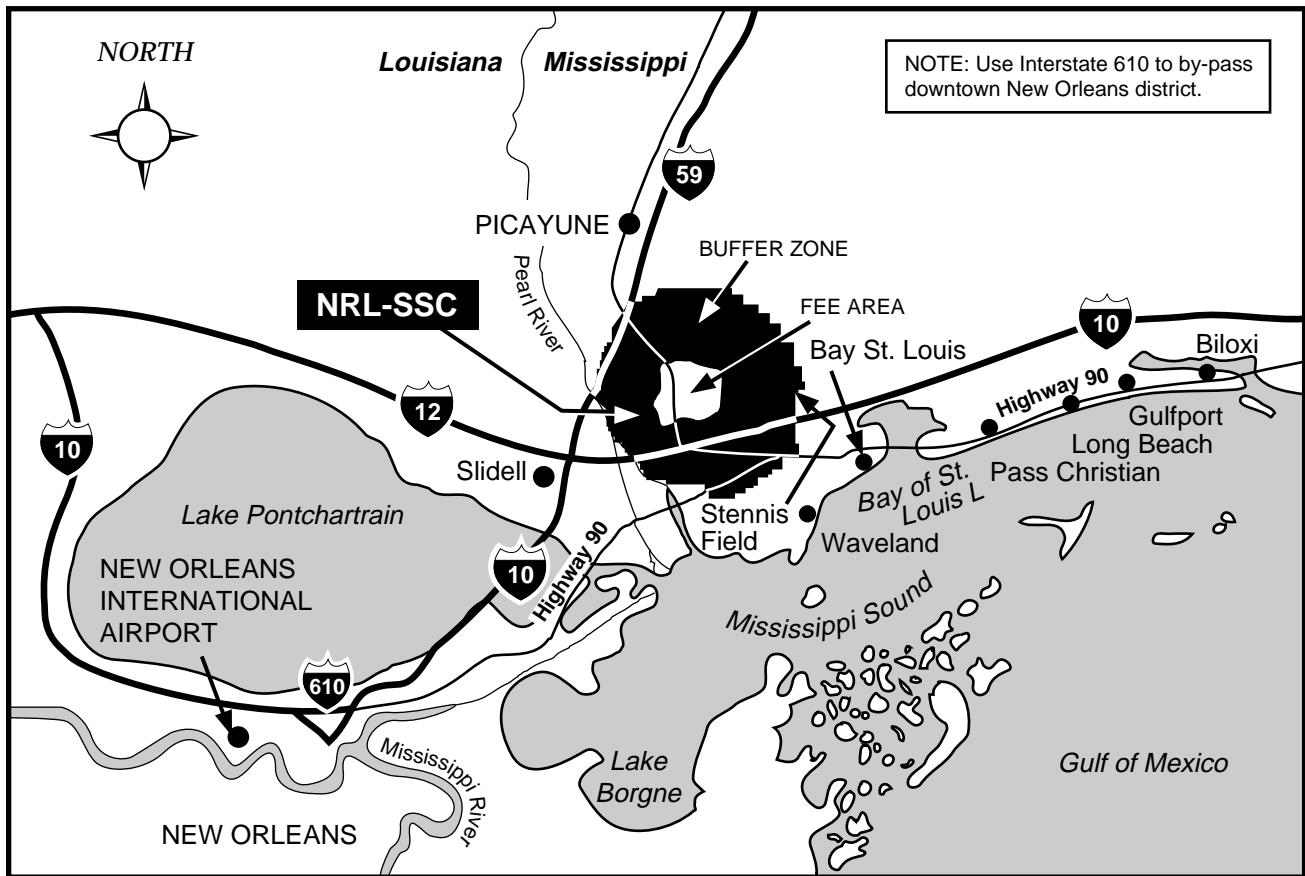 NORTH
Louisiana
Mississippi
NOTE: Use Interstate 610 to by-pass
downtown New Orleans district.
59
PICAYUNE
Pearl River
BUFFER ZONE
NRL-SSC
FEE AREA
10
Bay St. Louis
Biloxi
12
Highway 90
10
Gulfport
Long Beach
Pass Christian
Slidell
Bay of St.
Louis L
Lake Pontchartrain
Stennis
Field
Waveland
10
Highway 90
NEW ORLEANS
INTERNATIONAL
AIRPORT
Mississippi Sound
610
Mississippi River
Lake
Borgne
Gulf of Mexico
NEW ORLEANS